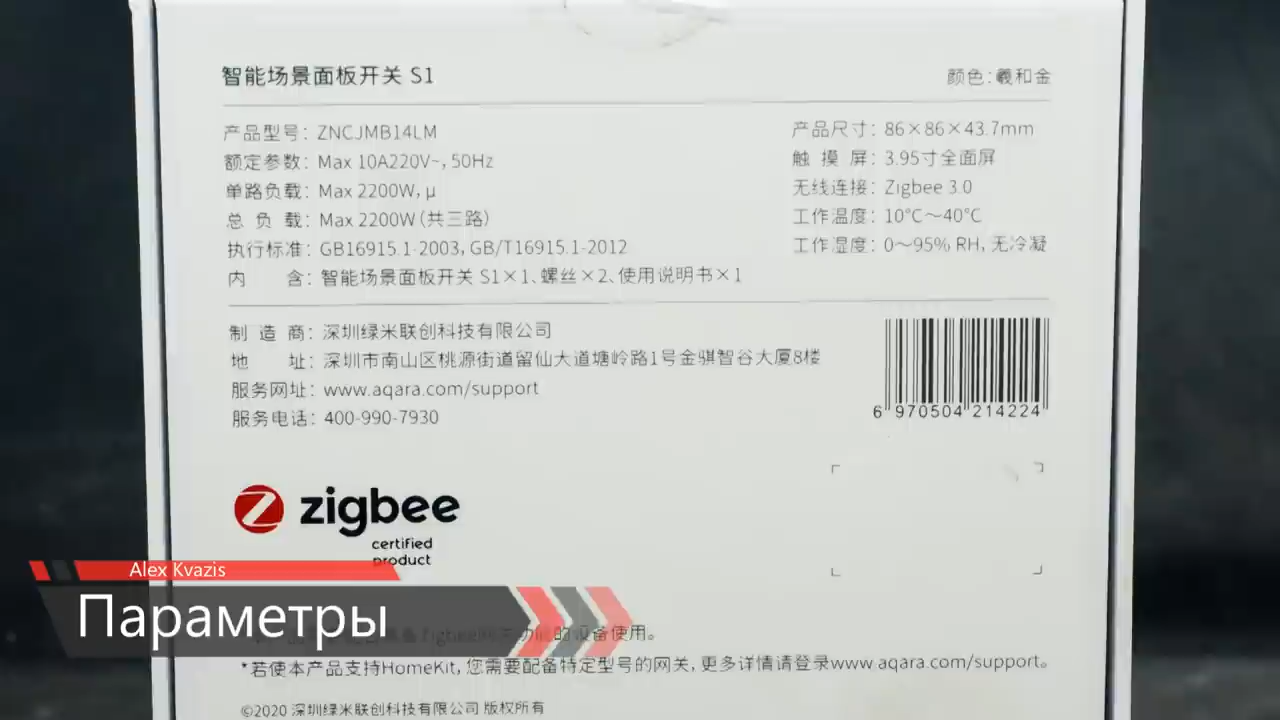 智能场景面板开关 S1
颜色:羲和金
产品型号: ZNCJMB14LM
额定参数: Max 10A220V~, 50Hz
单路负载: Max 2200W, μ
总 负 载: Max 2200W (共三路)
执行标准: GB16915.1-2003, GB/T16915.1-2012
内 含: 智能场景面板开关 S1×1、螺丝×2、使用说明书×1
产品尺寸: 86×86×43.7mm
触 摸 屏: 3.95寸全面屏
无线连接: Zigbee 3.0
工作温度: 10℃～40℃
工作湿度: 0～95% RH, 无冷凝
制 造 商: 深圳绿米联创科技有限公司
地 址: 深圳市南山区桃源街道留仙大道塘岭路1号金骐智谷大厦8楼
服务网址: www.aqara.com/support
服务电话: 400-990-7930
6 970504 214224
zigbee
certified
product
Alex Kvazis
Параметры
的设备使用。
*若使本产品支持HomeKit, 您需要配备特定型号的网关, 更多详情请登录www.aqara.com/support。
©2020 深圳绿米联创科技有限公司 版权所有